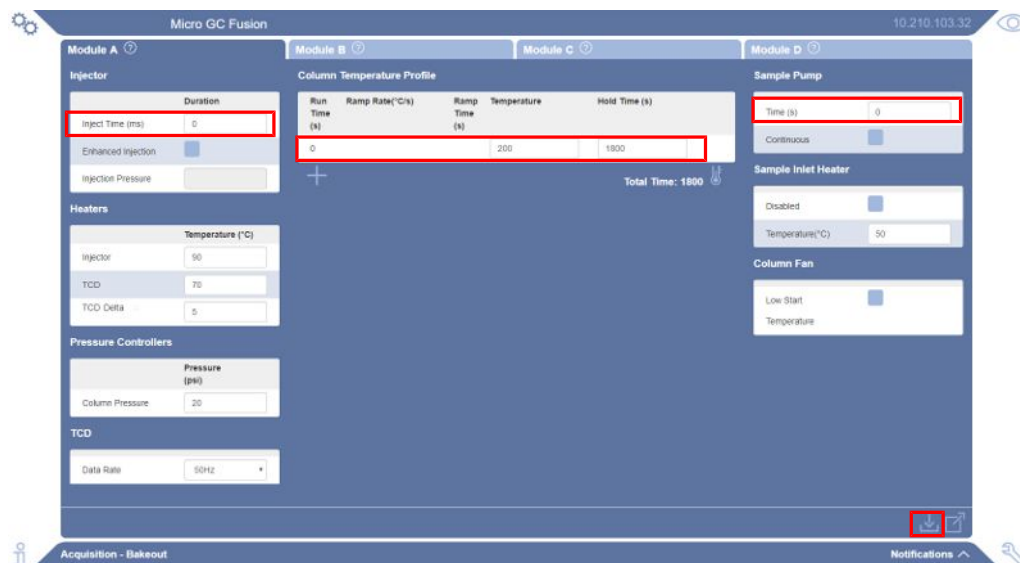 Micro GC Fusion
10.210.103.32
Module A ?
Module B ?
Module C ?
Module D ?
Injector
Duration
Inject Time (ms) 0
Enhanced Injection
Injection Pressure
Heaters
Temperature (°C)
Injector 90
TCD 70
TCD Delta 5
Pressure Controllers
Pressure
(psi)
Column Pressure 20
TCD
Data Rate 50Hz
Column Temperature Profile
Run Time (s) Ramp Rate(°C/s) Ramp Time (s) Temperature Hold Time (s)
0 200 1800
Total Time: 1800
Sample Pump
Time (s) 0
Continuous
Sample Inlet Heater
Disabled
Temperature(°C) 50
Column Fan
Low Start
Temperature
Acquisition - Bakeout
Notifications